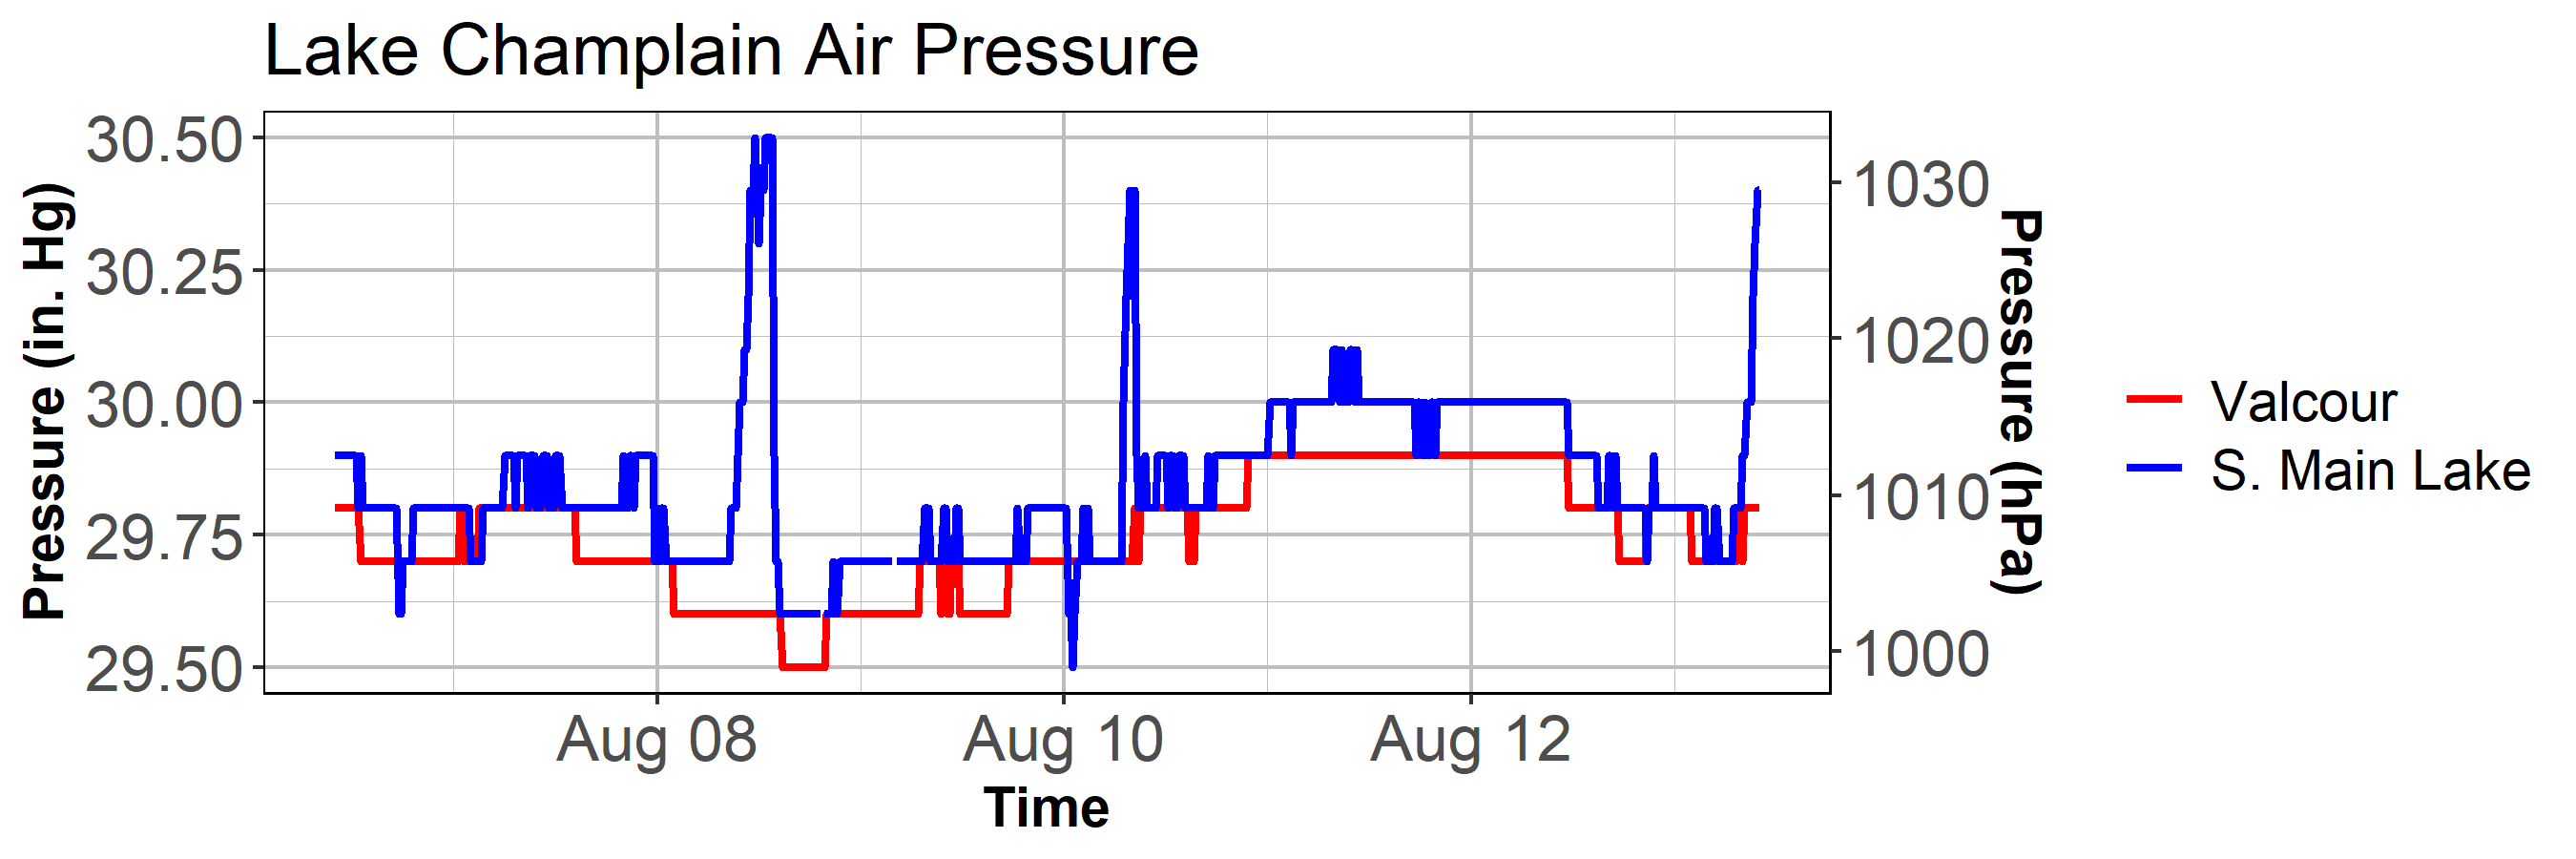 Lake Champlain Air Pressure
Pressure (in. Hg)
30.50
30.25
30.00
29.75
29.50
1030
1020
1010
1000
Pressure (hPa)
Valcour
S. Main Lake
Aug 08
Aug 10
Aug 12
Time